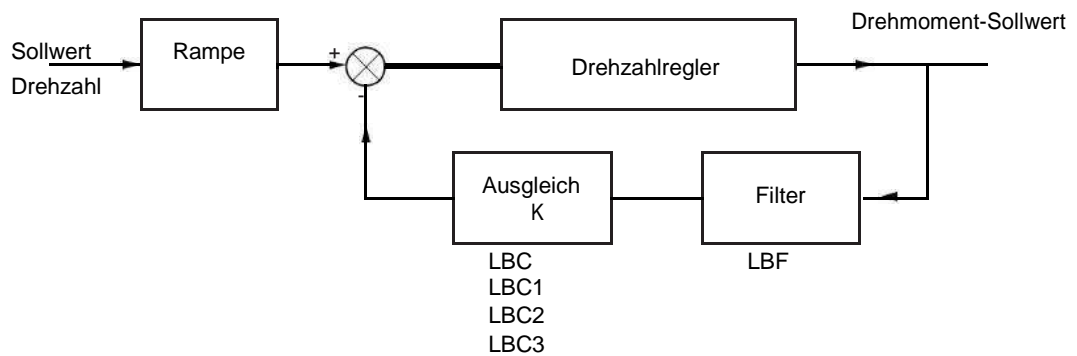 Drehmoment-Sollwert
Sollwert
Drehzahl
Rampe
+
-
Drehzahlregler
Ausgleich
K
Filter
LBC
LBC1
LBC2
LBC3
LBF